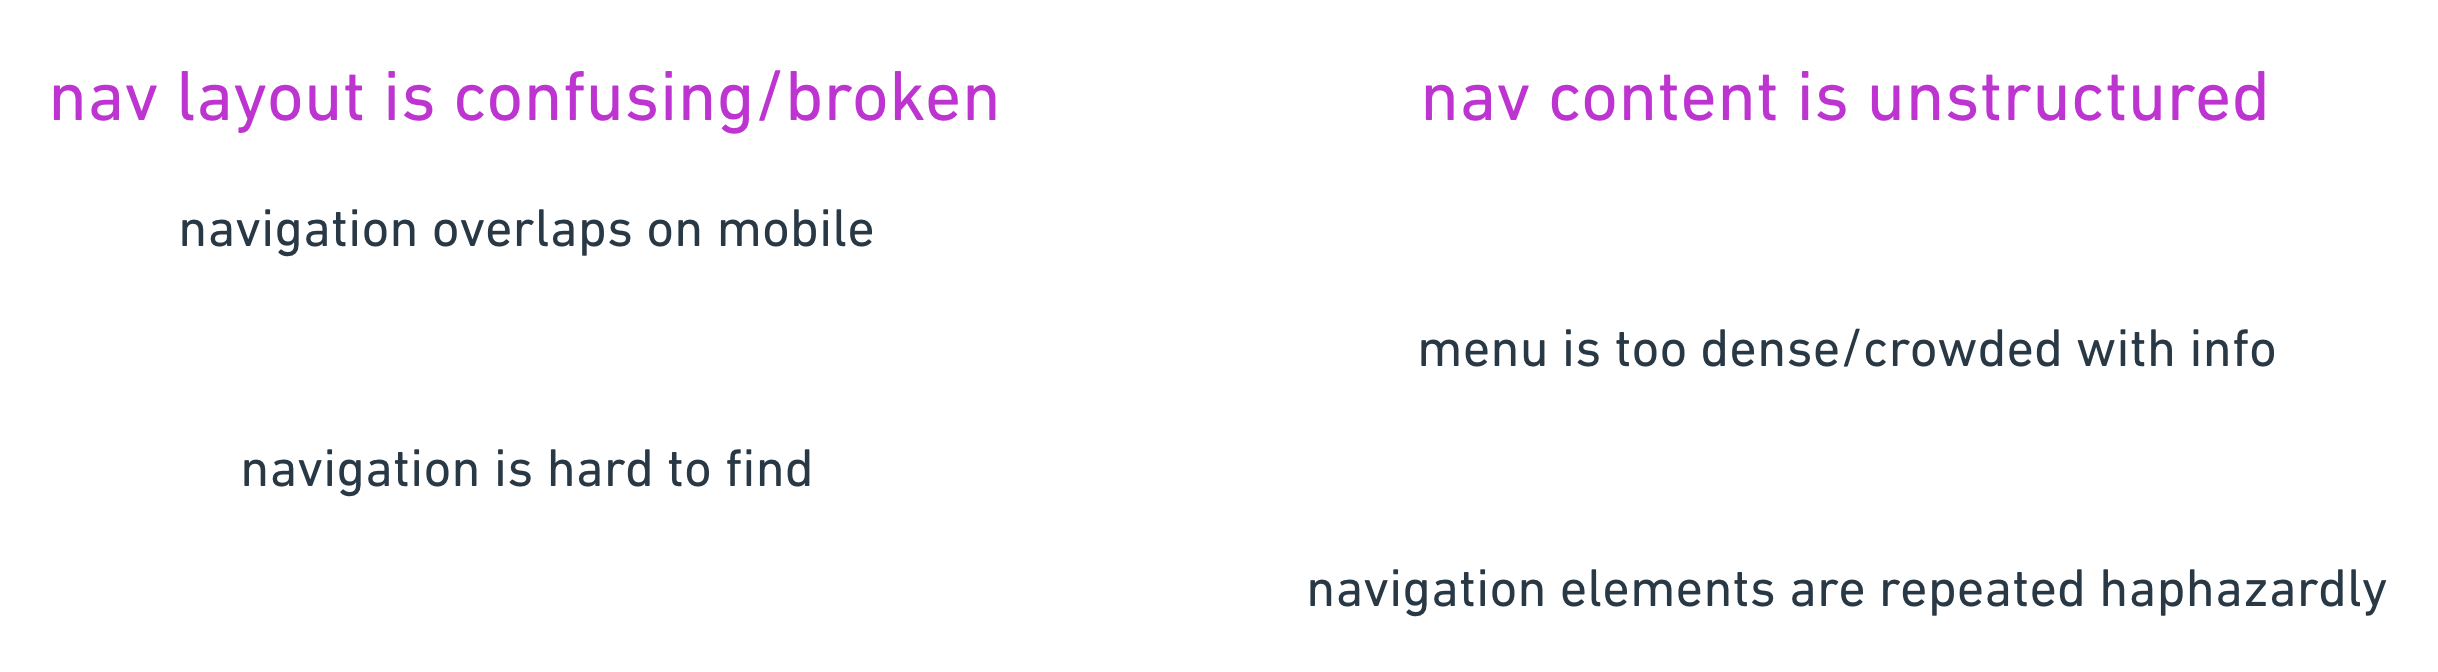 nav layout is confusing/broken
nav content is unstructured
navigation overlaps on mobile
menu is too dense/crowded with info
navigation is hard to find
navigation elements are repeated haphazardly